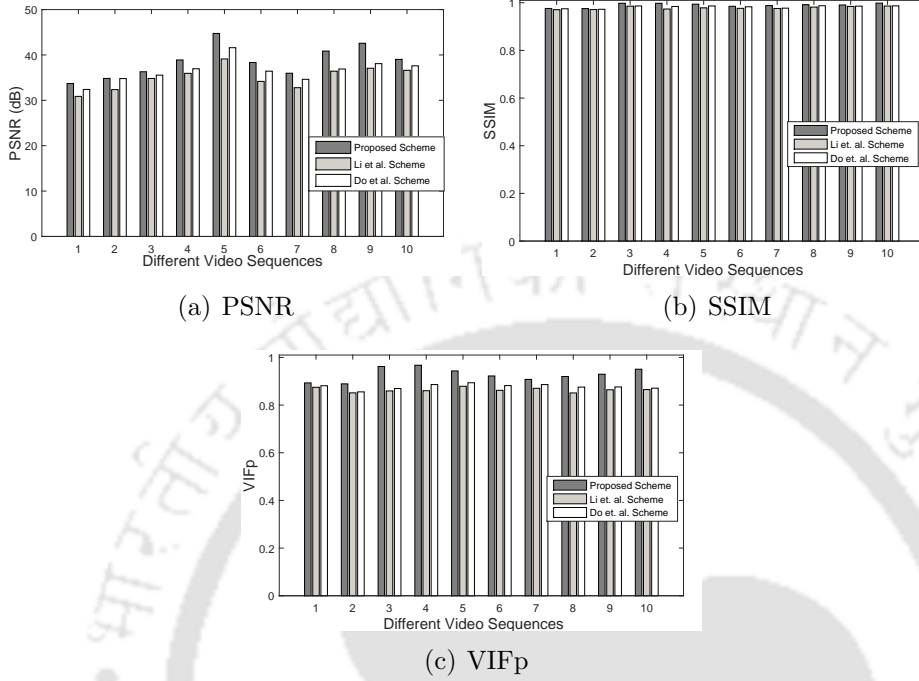 50
40
30
20
10
0
PSNR (dB)
Proposed Scheme
Li et al. Scheme
Do et al. Scheme
1 2 3 4 5 6 7 8 9 10
Different Video Sequences
(a) PSNR
1
0.8
0.6
0.4
0.2
0
SSIM
Proposed Scheme
Li et. al. Scheme
Do et. al. Scheme
1 2 3 4 5 6 7 8 9 10
Different Video Sequences
(b) SSIM
1
0.8
0.6
0.4
0.2
0
VIFp
Proposed Scheme
Li et. al. Scheme
Do et. al. Scheme
1 2 3 4 5 6 7 8 9 10
Different Video Sequences
(c) VIFp